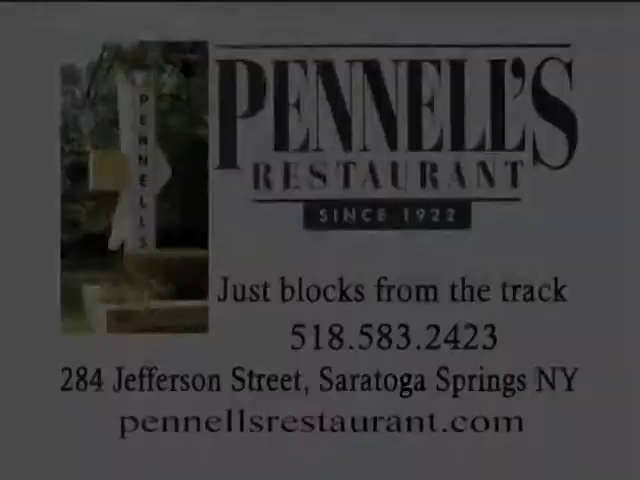 PENNELLS
PENNELL'S
RESTAURANT
SINCE 1922
Just blocks from the track
518.583.2423
284 Jefferson Street, Saratoga Springs NY
pennellsrestaurant.com